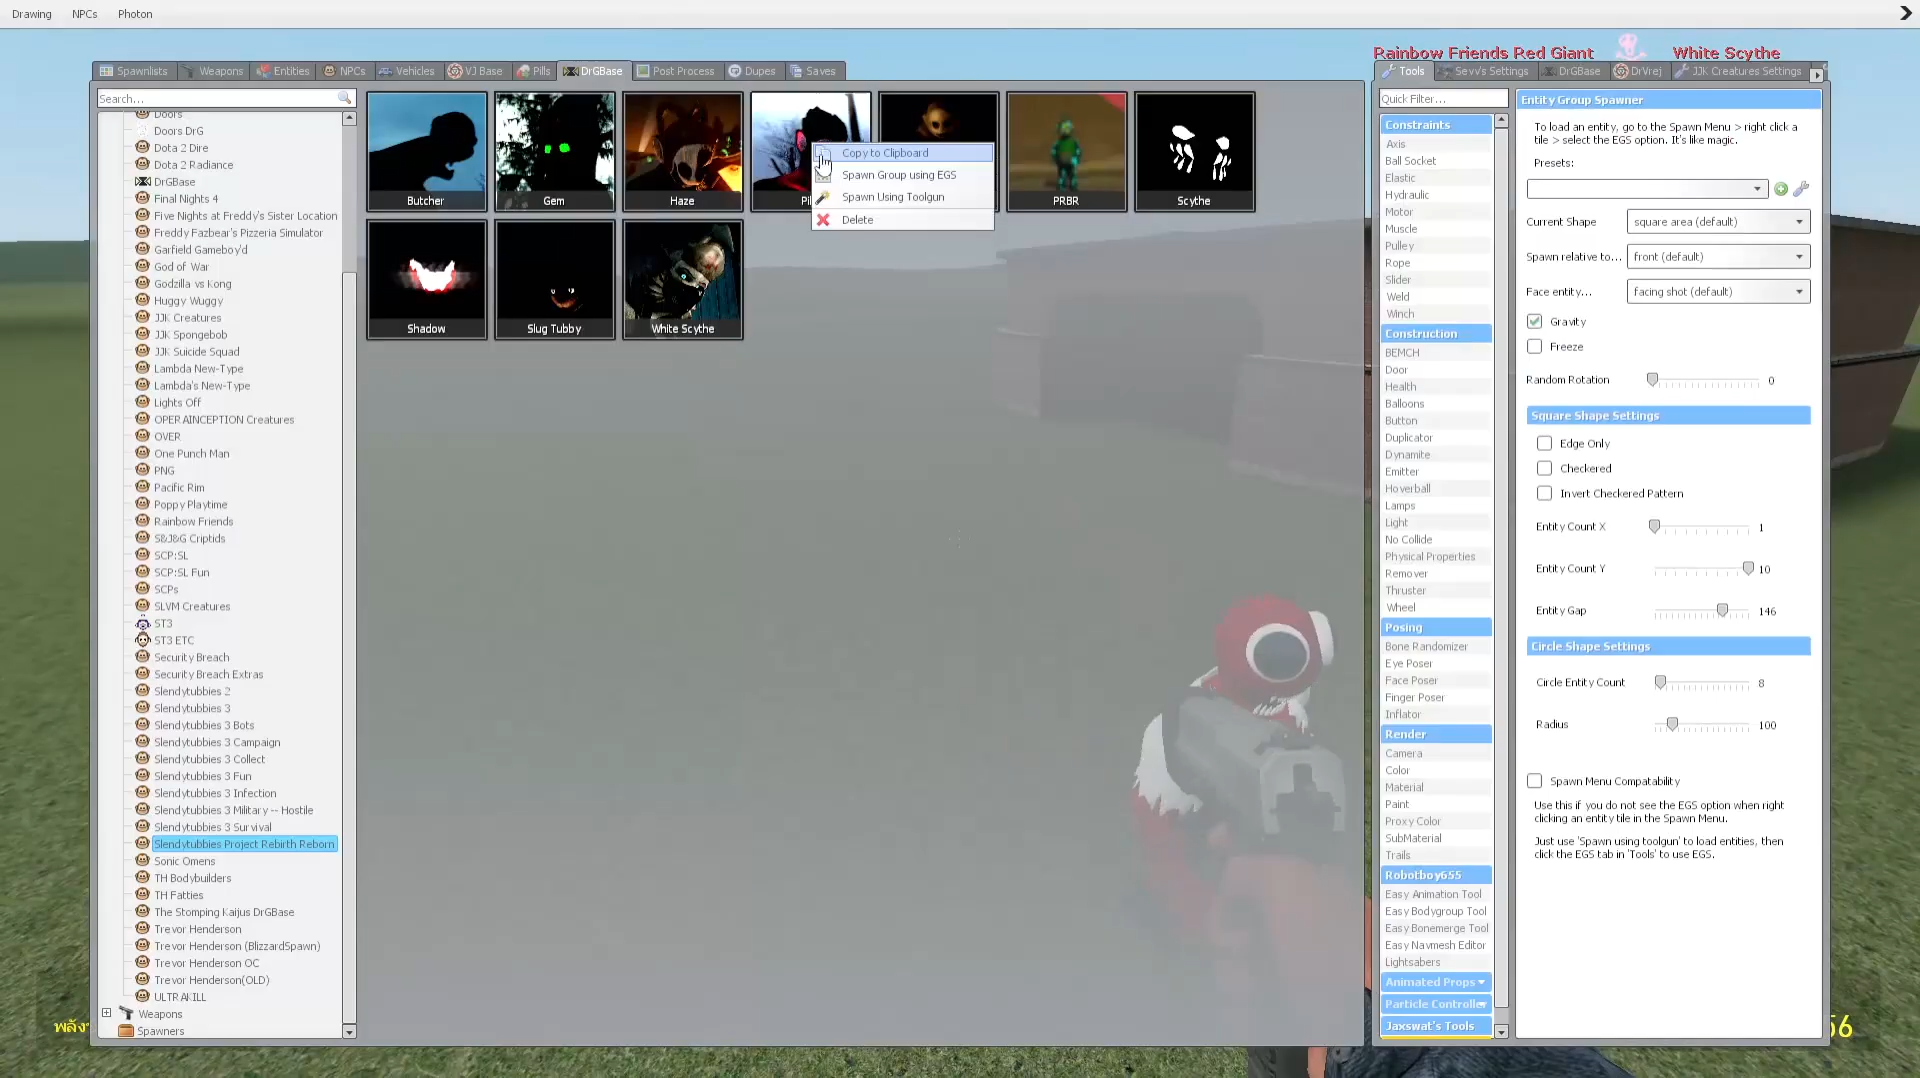 Drawing NPCs Photon
Rainbow Friends Red Giant White Scythe
Spawnlists Weapons Entities NPCs Vehicles VJ Base Pills DrGBase Post Process Dupes Saves
Tools Sevv's Settings DrGBase DrVrej JJK Creatures Settings
Search...
Doors
Doors DrG
Dota 2 Dire
Dota 2 Radiance
DrGBase
Final Nights 4
Five Nights at Freddy's Sister Location
Freddy Fazbear's Pizzeria Simulator
Garfield Gameboy'd
God of War
Godzilla vs Kong
Huggy Wuggy
JJK Creatures
JJK Spongebob
JJK Suicide Squad
Lambda New-Type
Lambda's New-Type
Lights Off
OPERAINCEPTION Creatures
OVER
One Punch Man
PNG
Pacific Rim
Poppy Playtime
Rainbow Friends
S&J&G Criptids
SCP:SL
SCP:SL Fun
SCPs
SLVM Creatures
ST3
ST3 ETC
Security Breach
Security Breach Extras
Slendytubbies 2
Slendytubbies 3
Slendytubbies 3 Bots
Slendytubbies 3 Campaign
Slendytubbies 3 Collect
Slendytubbies 3 Fun
Slendytubbies 3 Infection
Slendytubbies 3 Military -- Hostile
Slendytubbies 3 Survival
Slendytubbies Project Rebirth Reborn
Sonic Omens
TH Bodybuilders
TH Fatties
The Stomping Kaijus DrGBase
Trevor Henderson
Trevor Henderson (BlizzardSpawn)
Trevor Henderson OC
Trevor Henderson(OLD)
ULTRAKILL
Weapons
Spawners
Butcher Gem Haze PRBR Scythe
Shadow Slug Tubby White Scythe
Copy to Clipboard
Spawn Group using EGS
Spawn Using Toolgun
Delete
Quick Filter...
Constraints
Axis
Ball Socket
Elastic
Hydraulic
Motor
Muscle
Pulley
Rope
Slider
Weld
Winch
Construction
BEMCH
Door
Health
Balloons
Button
Duplicator
Dynamite
Emitter
Hoverball
Lamps
Light
No Collide
Physical Properties
Remover
Thruster
Wheel
Posing
Bone Randomizer
Eye Poser
Face Poser
Finger Poser
Inflator
Render
Camera
Color
Material
Paint
Proxy Color
SubMaterial
Trails
Robotboy655
Easy Animation Tool
Easy Bodygroup Tool
Easy Bonemerge Tool
Easy Navmesh Editor
Lightsabers
Animated Props
Particle Controller
Jaxswat's Tools
Entity Group Spawner
To load an entity, go to the Spawn Menu > right click a
tile > select the EGS option. It's like magic.
Presets:
Current Shape square area (default)
Spawn relative to... front (default)
Face entity... facing shot (default)
Gravity
Freeze
Random Rotation 0
Square Shape Settings
Edge Only
Checkered
Invert Checkered Pattern
Entity Count X 1
Entity Count Y 10
Entity Gap 146
Circle Shape Settings
Circle Entity Count 8
Radius 100
Spawn Menu Compatability
Use this if you do not see the EGS option when right
clicking an entity tile in the Spawn Menu.
Just use 'Spawn using toolgun' to load entities, then
click the EGS tab in 'Tools' to use EGS.